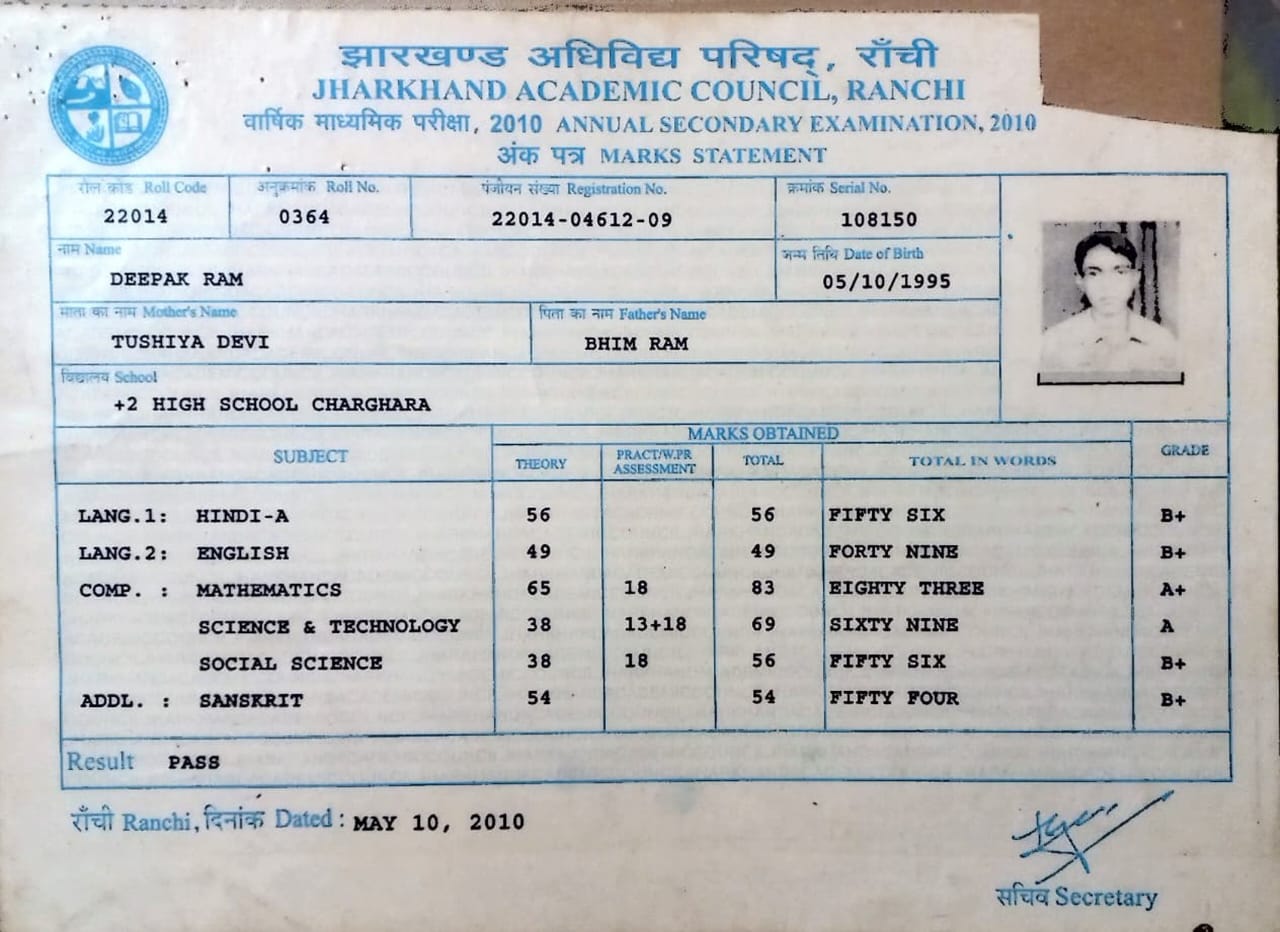 झारखण्ड अधिविद्य परिषद्, राँची
JHARKHAND ACADEMIC COUNCIL, RANCHI
वार्षिक माध्यमिक परीक्षा, 2010 ANNUAL SECONDARY EXAMINATION, 2010
अंक पत्र MARKS STATEMENT
रौल कोड Roll Code अनुक्रमांक Roll No. पंजीयन संख्या Registration No. क्रमांक Serial No.
22014 0364 22014-04612-09 108150
नाम Name जन्म तिथि Date of Birth
DEEPAK RAM 05/10/1995
माता का नाम Mother's Name पिता का नाम Father's Name
TUSHIYA DEVI BHIM RAM
विद्यालय School
+2 HIGH SCHOOL CHARGHARA
SUBJECT MARKS OBTAINED GRADE
THEORY PRACT/W.PR ASSESSMENT TOTAL TOTAL IN WORDS
LANG.1: HINDI-A 56 56 FIFTY SIX B+
LANG.2: ENGLISH 49 49 FORTY NINE B+
COMP. : MATHEMATICS 65 18 83 EIGHTY THREE A+
SCIENCE & TECHNOLOGY 38 13+18 69 SIXTY NINE A
SOCIAL SCIENCE 38 18 56 FIFTY SIX B+
ADDL. : SANSKRIT 54 54 FIFTY FOUR B+
Result PASS
राँची Ranchi, दिनांक Dated : MAY 10, 2010
सचिव Secretary